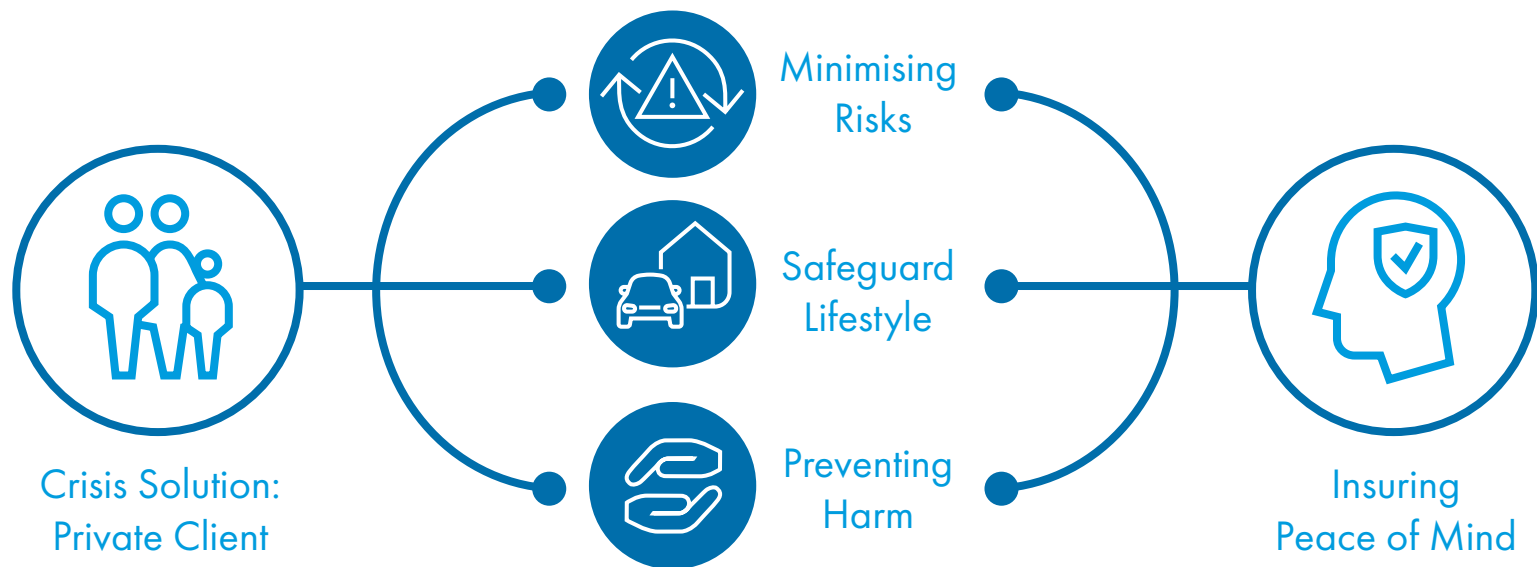 Crisis Solution:
Private Client
Minimising
Risks
Safeguard
Lifestyle
Preventing
Harm
Insuring
Peace of Mind